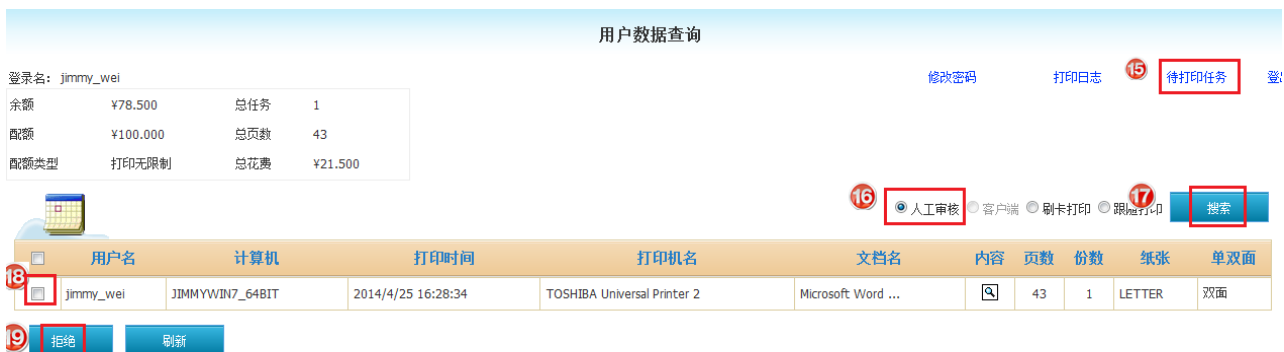 用户数据查询
登录名: jimmy_wei 修改密码 打印日志 15 待打印任务
余额 ¥78.500 总任务 1
配额 ¥100.000 总页数 43
配额类型 打印无限制 总花费 ¥21.500
16 人工审核 客户端 刷卡打印 跟随打印 17 搜索
用户名 计算机 打印时间 打印机名 文档名 内容 页数 份数 纸张 单双面
18 jimmy_wei JIMMYWIN7_64BIT 2014/4/25 16:28:34 TOSHIBA Universal Printer 2 Microsoft Word ... 43 1 LETTER 双面
19 拒绝 刷新